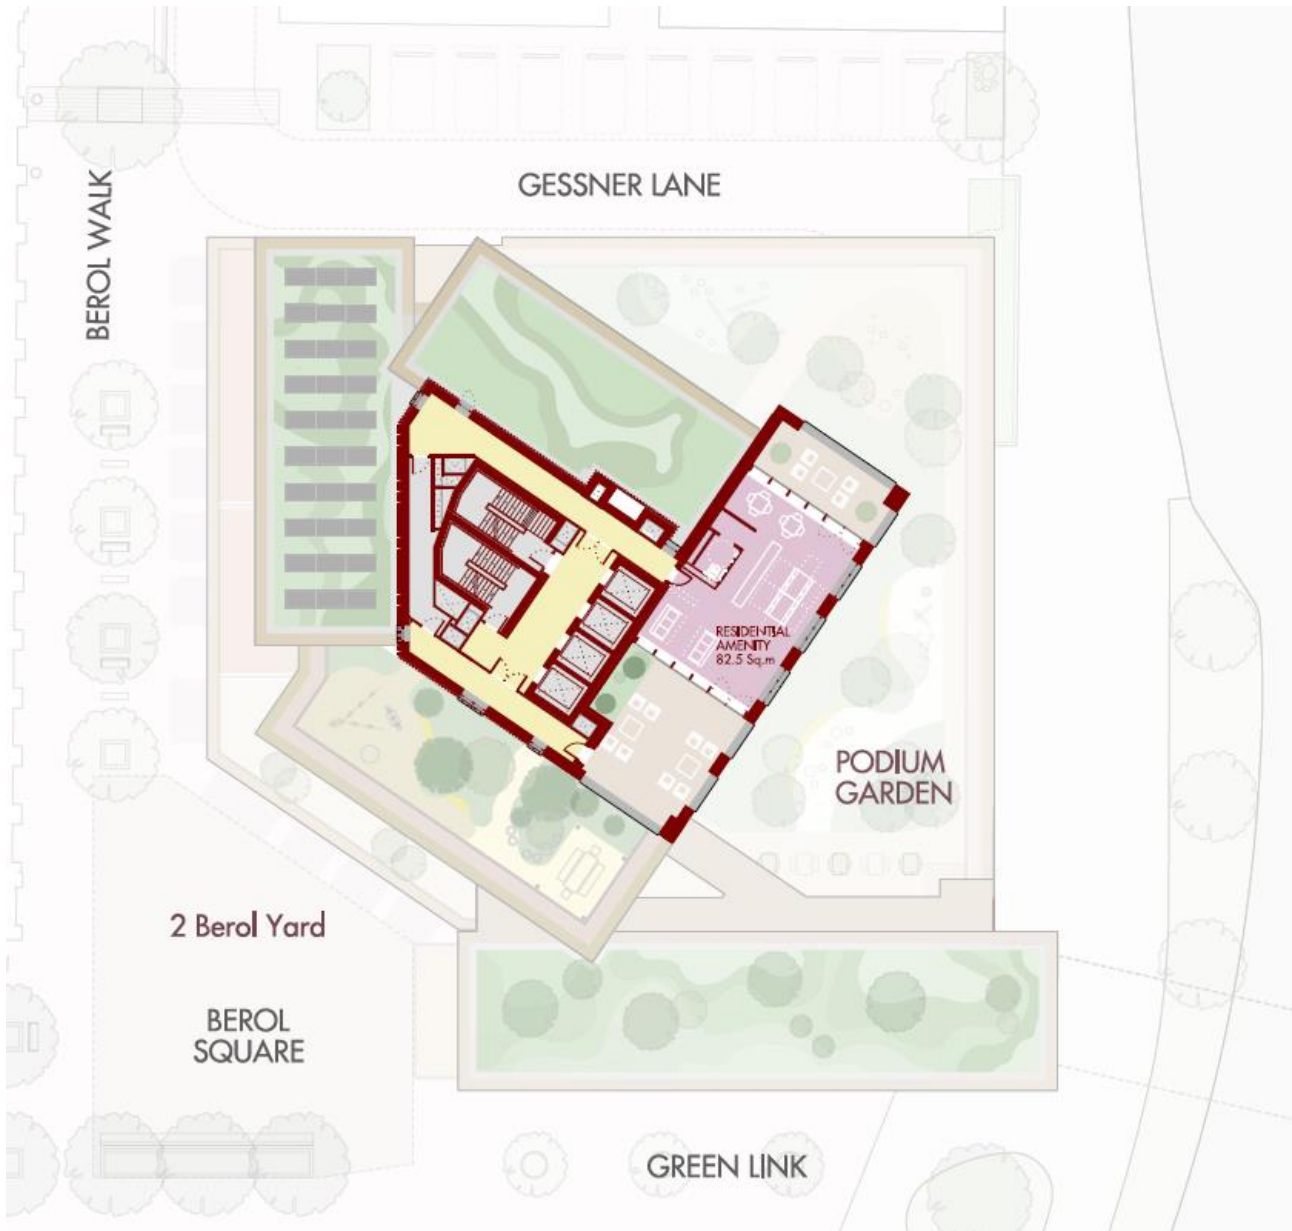 GESSNER LANE
BEROL WALK
RESIDENTIAL
AMENITY
82.5 Sq.m
PODIUM
GARDEN
2 Berol Yard
BEROL
SQUARE
GREEN LINK